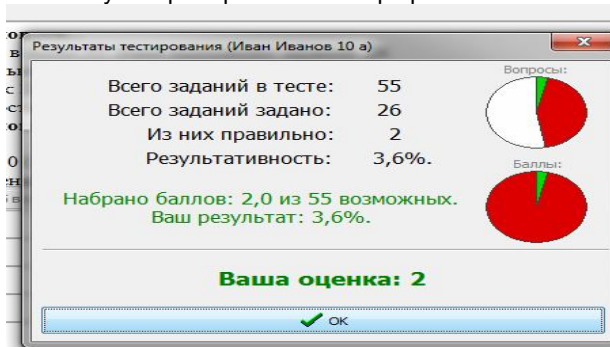 Результаты тестирования (Иван Иванов 10 а)
Всего заданий в тесте: 55
Всего заданий задано: 26
Из них правильно: 2
Результативность: 3,6%.
Вопросы:
Баллы:
Набрано баллов: 2,0 из 55 возможных.
Ваш результат: 3,6%.
Ваша оценка: 2
OK